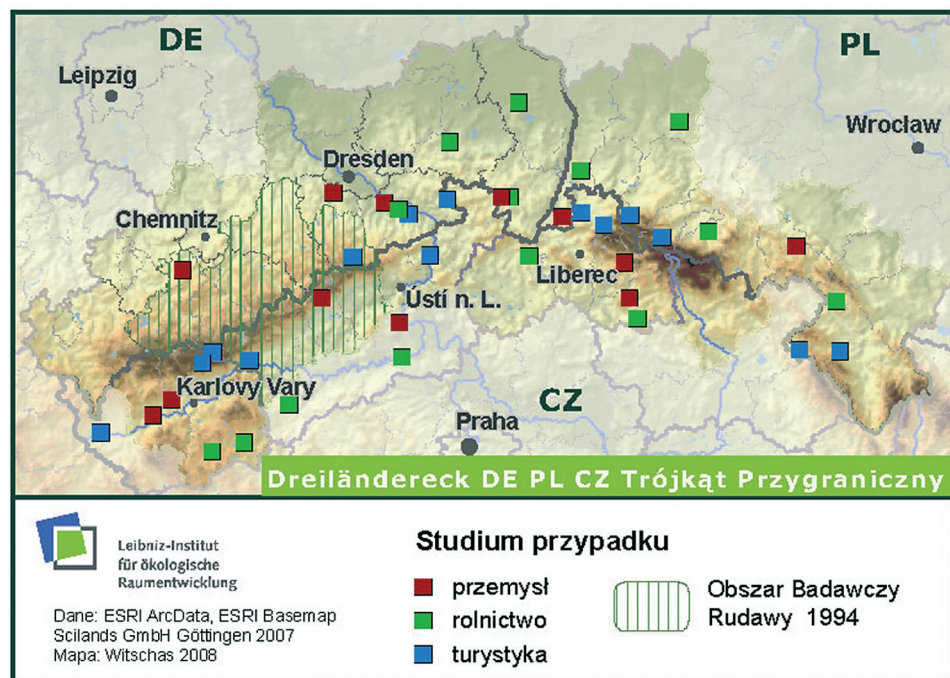 DE
PL
Leipzig
Wrocław
Dresden
Chemnitz
Liberec
Ústí n. L.
Karlovy Vary
CZ
Praha
Dreiländereck DE PL CZ Trójkąt Przygraniczny
Leibniz-Institut
für ökologische
Raumentwicklung
Dane: ESRI ArcData, ESRI Basemap
Scilands GmbH Göttingen 2007
Mapa: Witschas 2008
Studium przypadku
przemysł
rolnictwo
turystyka
Obszar Badawczy
Rudawy 1994